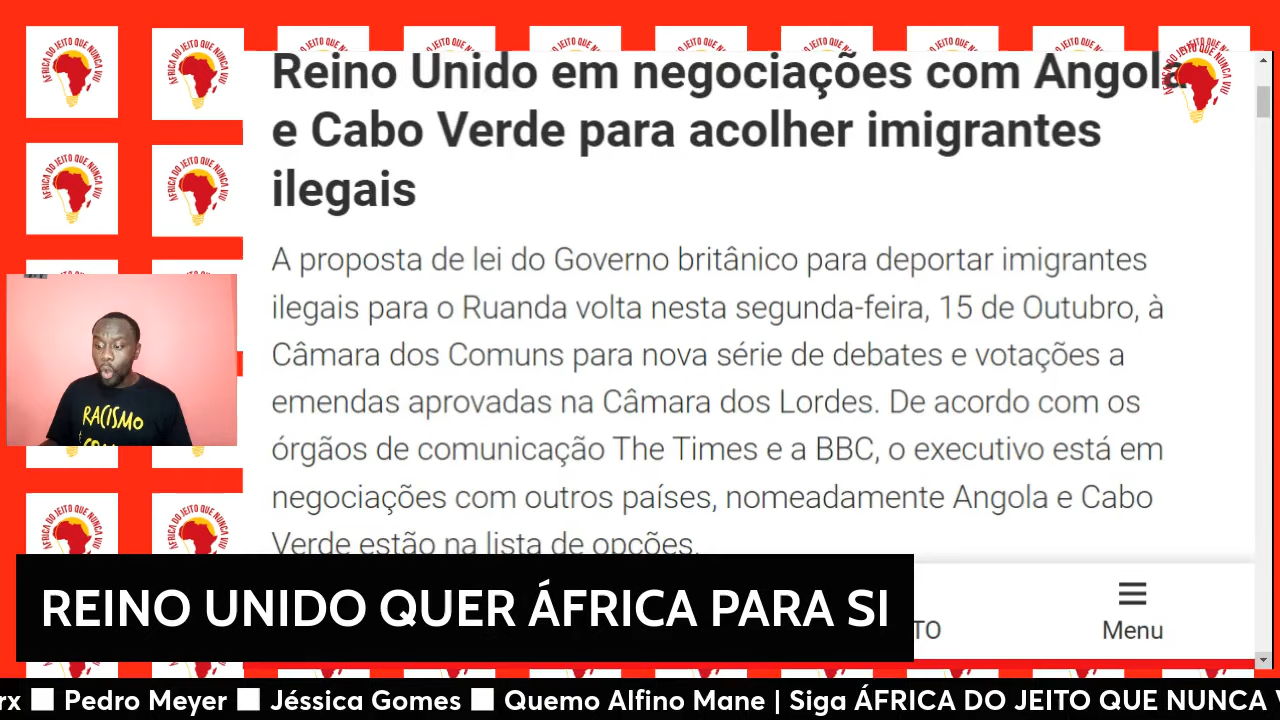 ÁFRICA DO JEITO QUE NUNCA VIU
Reino Unido em negociações com Angola
e Cabo Verde para acolher imigrantes
ilegais
A proposta de lei do Governo britânico para deportar imigrantes
ilegais para o Ruanda volta nesta segunda-feira, 15 de Outubro, à
Câmara dos Comuns para nova série de debates e votações a
emendas aprovadas na Câmara dos Lordes. De acordo com os
órgãos de comunicação The Times e a BBC, o executivo está em
negociações com outros países, nomeadamente Angola e Cabo
Verde estão na lista de opções.
RACISMO
REINO UNIDO QUER ÁFRICA PARA SI
TO
Menu
rx Pedro Meyer Jéssica Gomes Quemo Alfino Mane | Siga ÁFRICA DO JEITO QUE NUNCA V